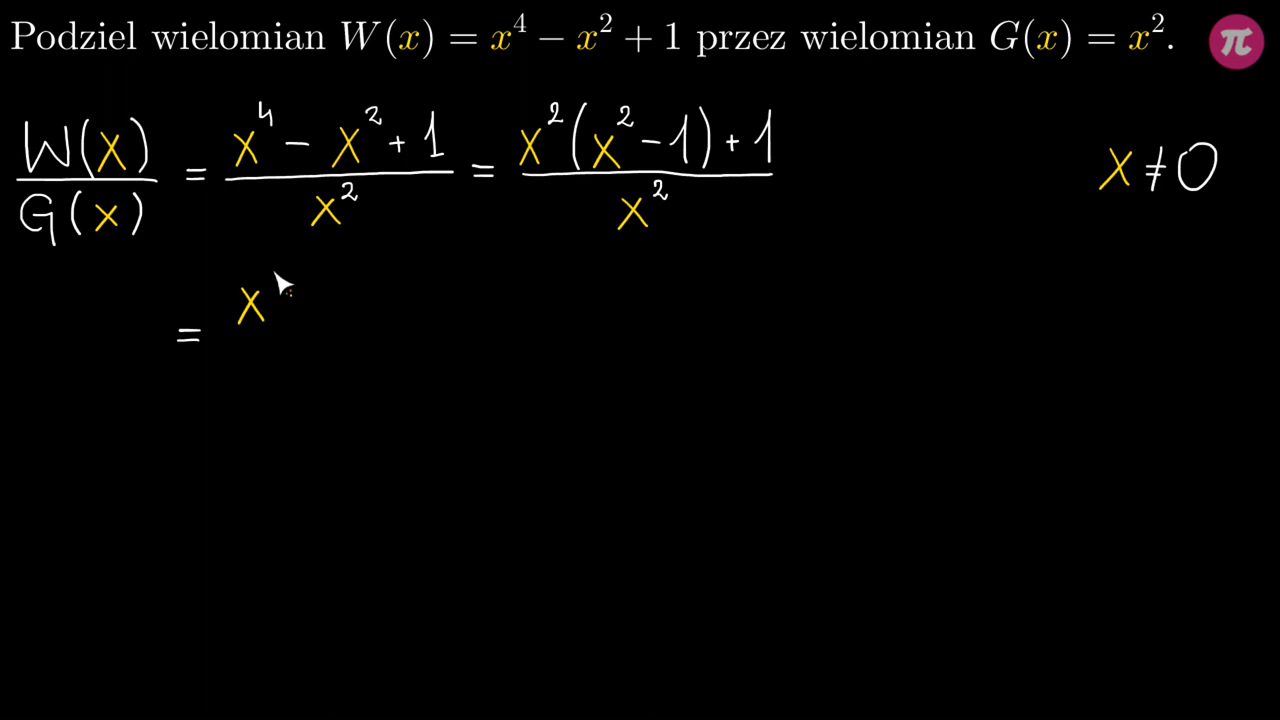 Podziel wielomian W(x) = x⁴ − x² + 1 przez wielomian G(x) = x². π
W(x)/G(x) = (x⁴ − x² + 1)/x² = (x²(x² − 1) + 1)/x² x ≠ 0
= x